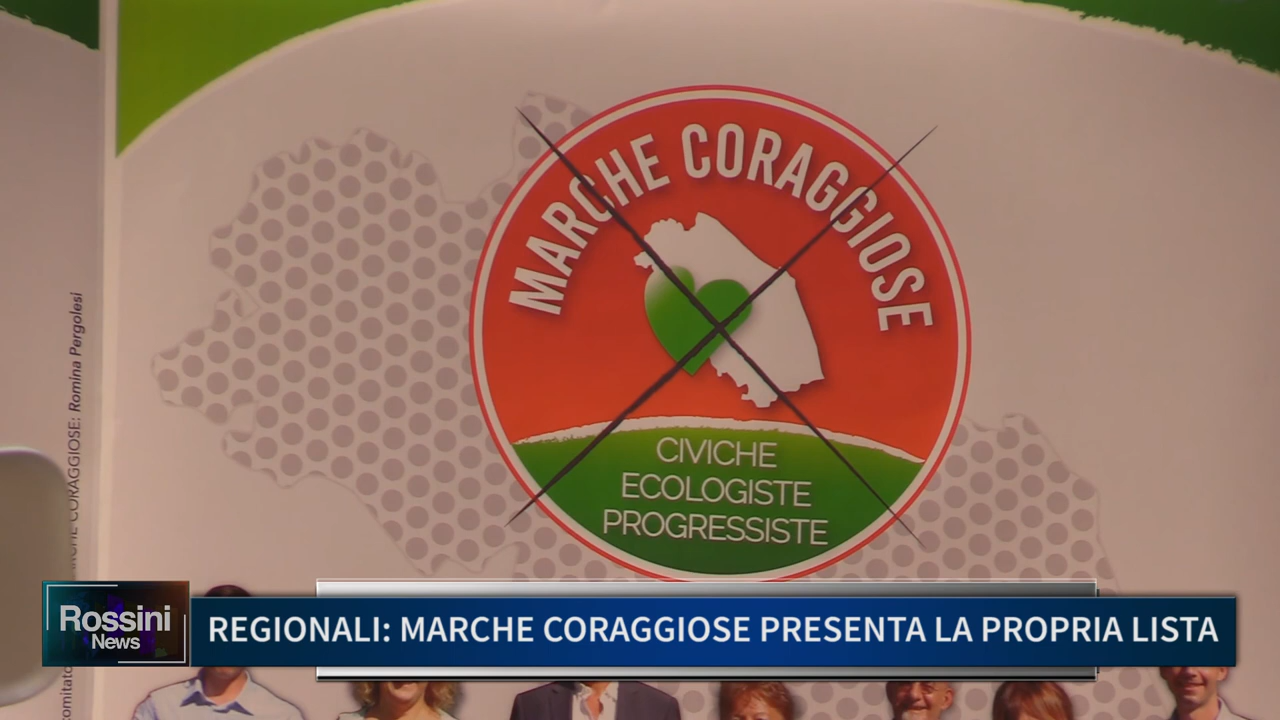 MARCHE CORAGGIOSE
CIVICHE
ECOLOGISTE
PROGRESSISTE
CORAGGIOSE: Romina Pergolesi
Rossini
News
REGIONALI: MARCHE CORAGGIOSE PRESENTA LA PROPRIA LISTA